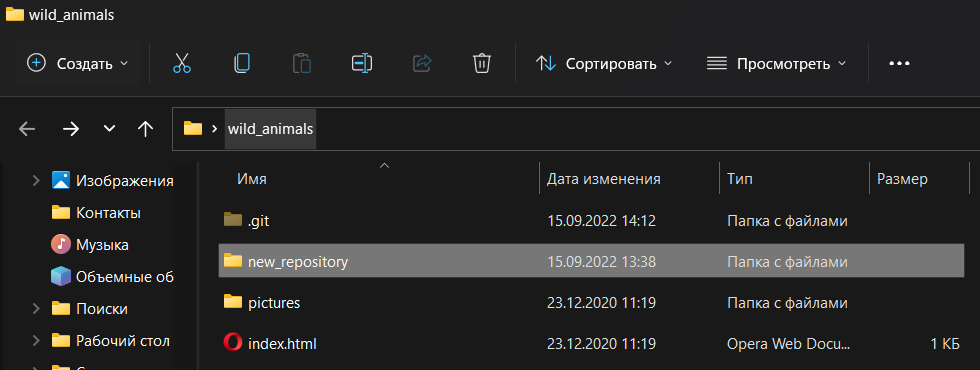 wild_animals
Создать Сортировать Просмотреть
wild_animals
Изображения
Контакты
Музыка
Объемные об
Поиски
Рабочий стол
Имя Дата изменения Тип Размер
.git 15.09.2022 14:12 Папка с файлами
new_repository 15.09.2022 13:38 Папка с файлами
pictures 23.12.2020 11:19 Папка с файлами
index.html 23.12.2020 11:19 Opera Web Docu... 1 КБ